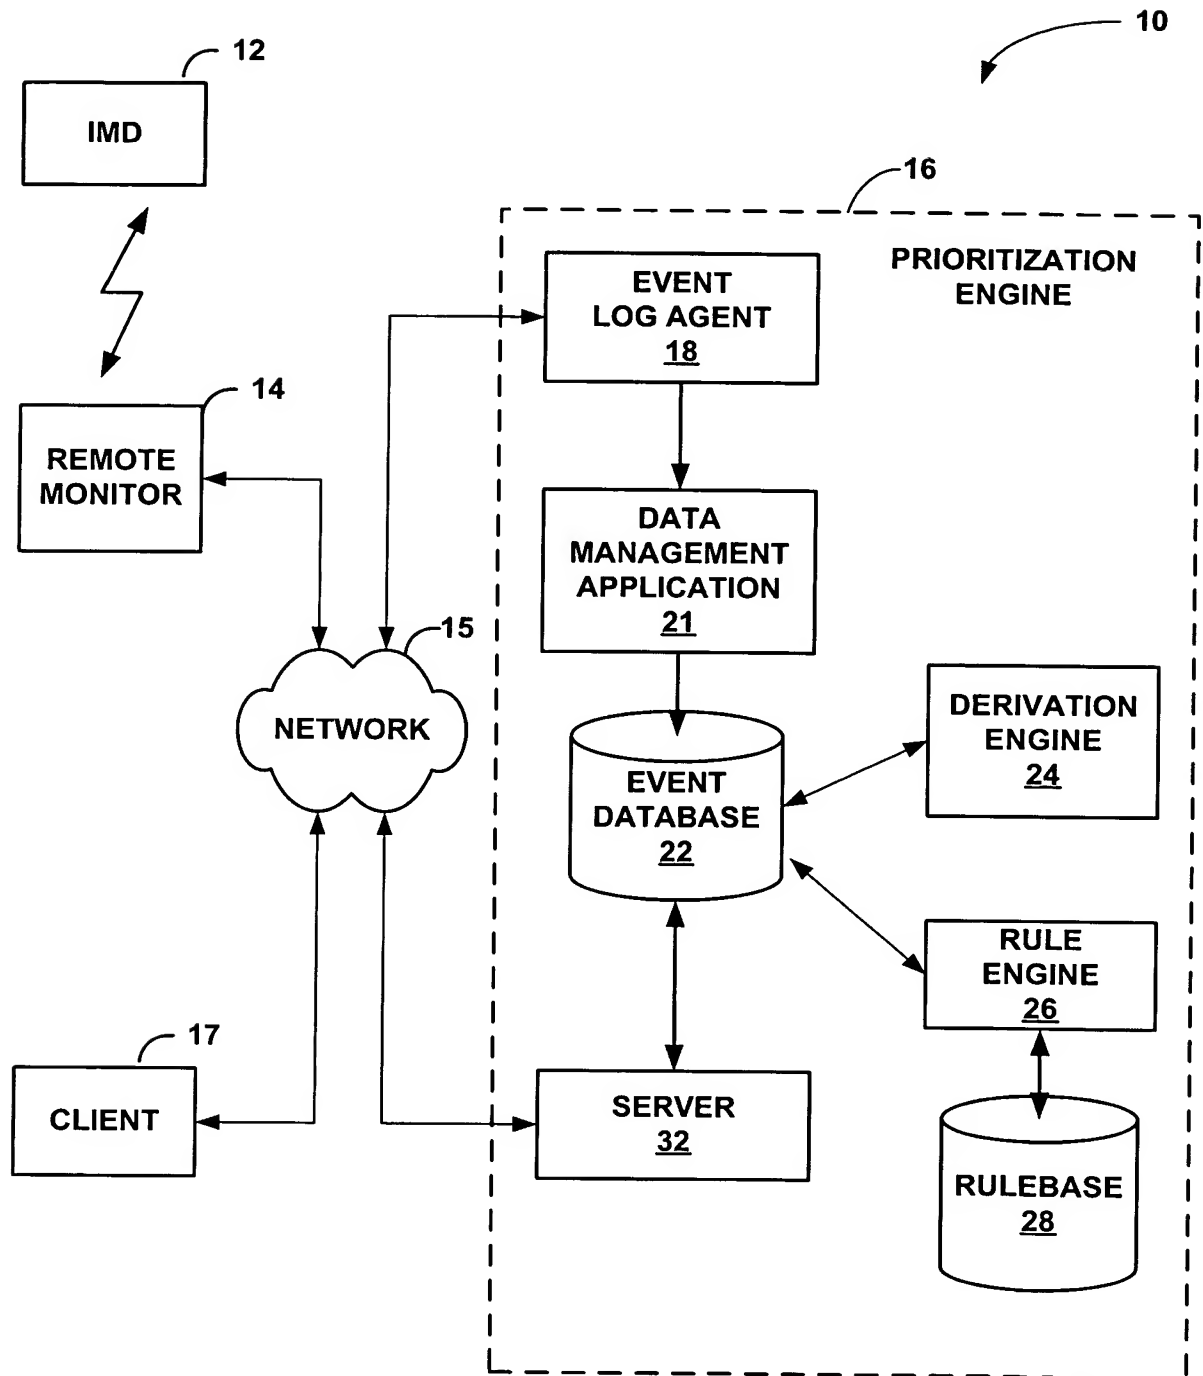 10
12
IMD
16
PRIORITIZATION
ENGINE
EVENT
LOG AGENT
18
14
REMOTE
MONITOR
DATA
MANAGEMENT
APPLICATION
21
15
NETWORK
DERIVATION
ENGINE
24
EVENT
DATABASE
22
RULE
ENGINE
26
17
CLIENT
SERVER
32
RULEBASE
28